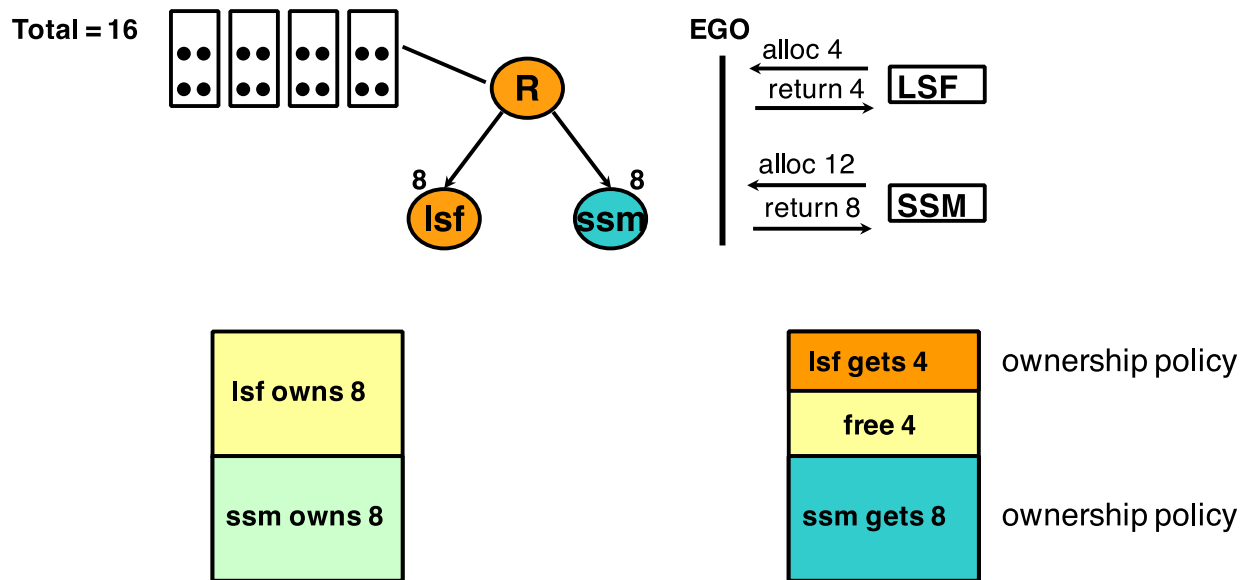 Total = 16
R
8
8
lsf
ssm
EGO
alloc 4
return 4
LSF
alloc 12
return 8
SSM
lsf owns 8
ssm owns 8
lsf gets 4
ownership policy
free 4
ssm gets 8
ownership policy